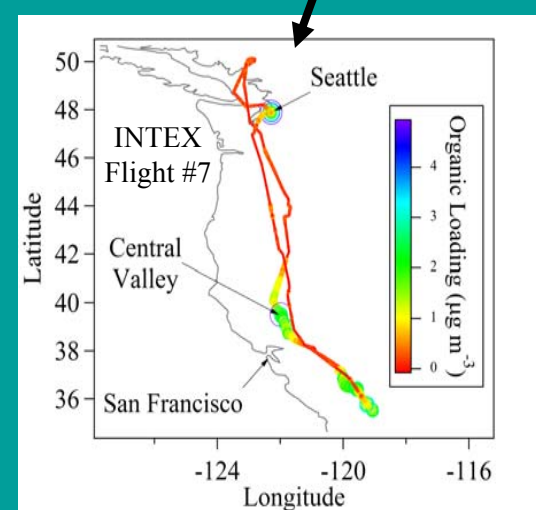 50
48
46
44
42
40
38
36
Latitude
Seattle
INTEX
Flight #7
Central
Valley
San Francisco
4
3
2
1
0
Organic Loading (µg m⁻³)
-124
-120
-116
Longitude